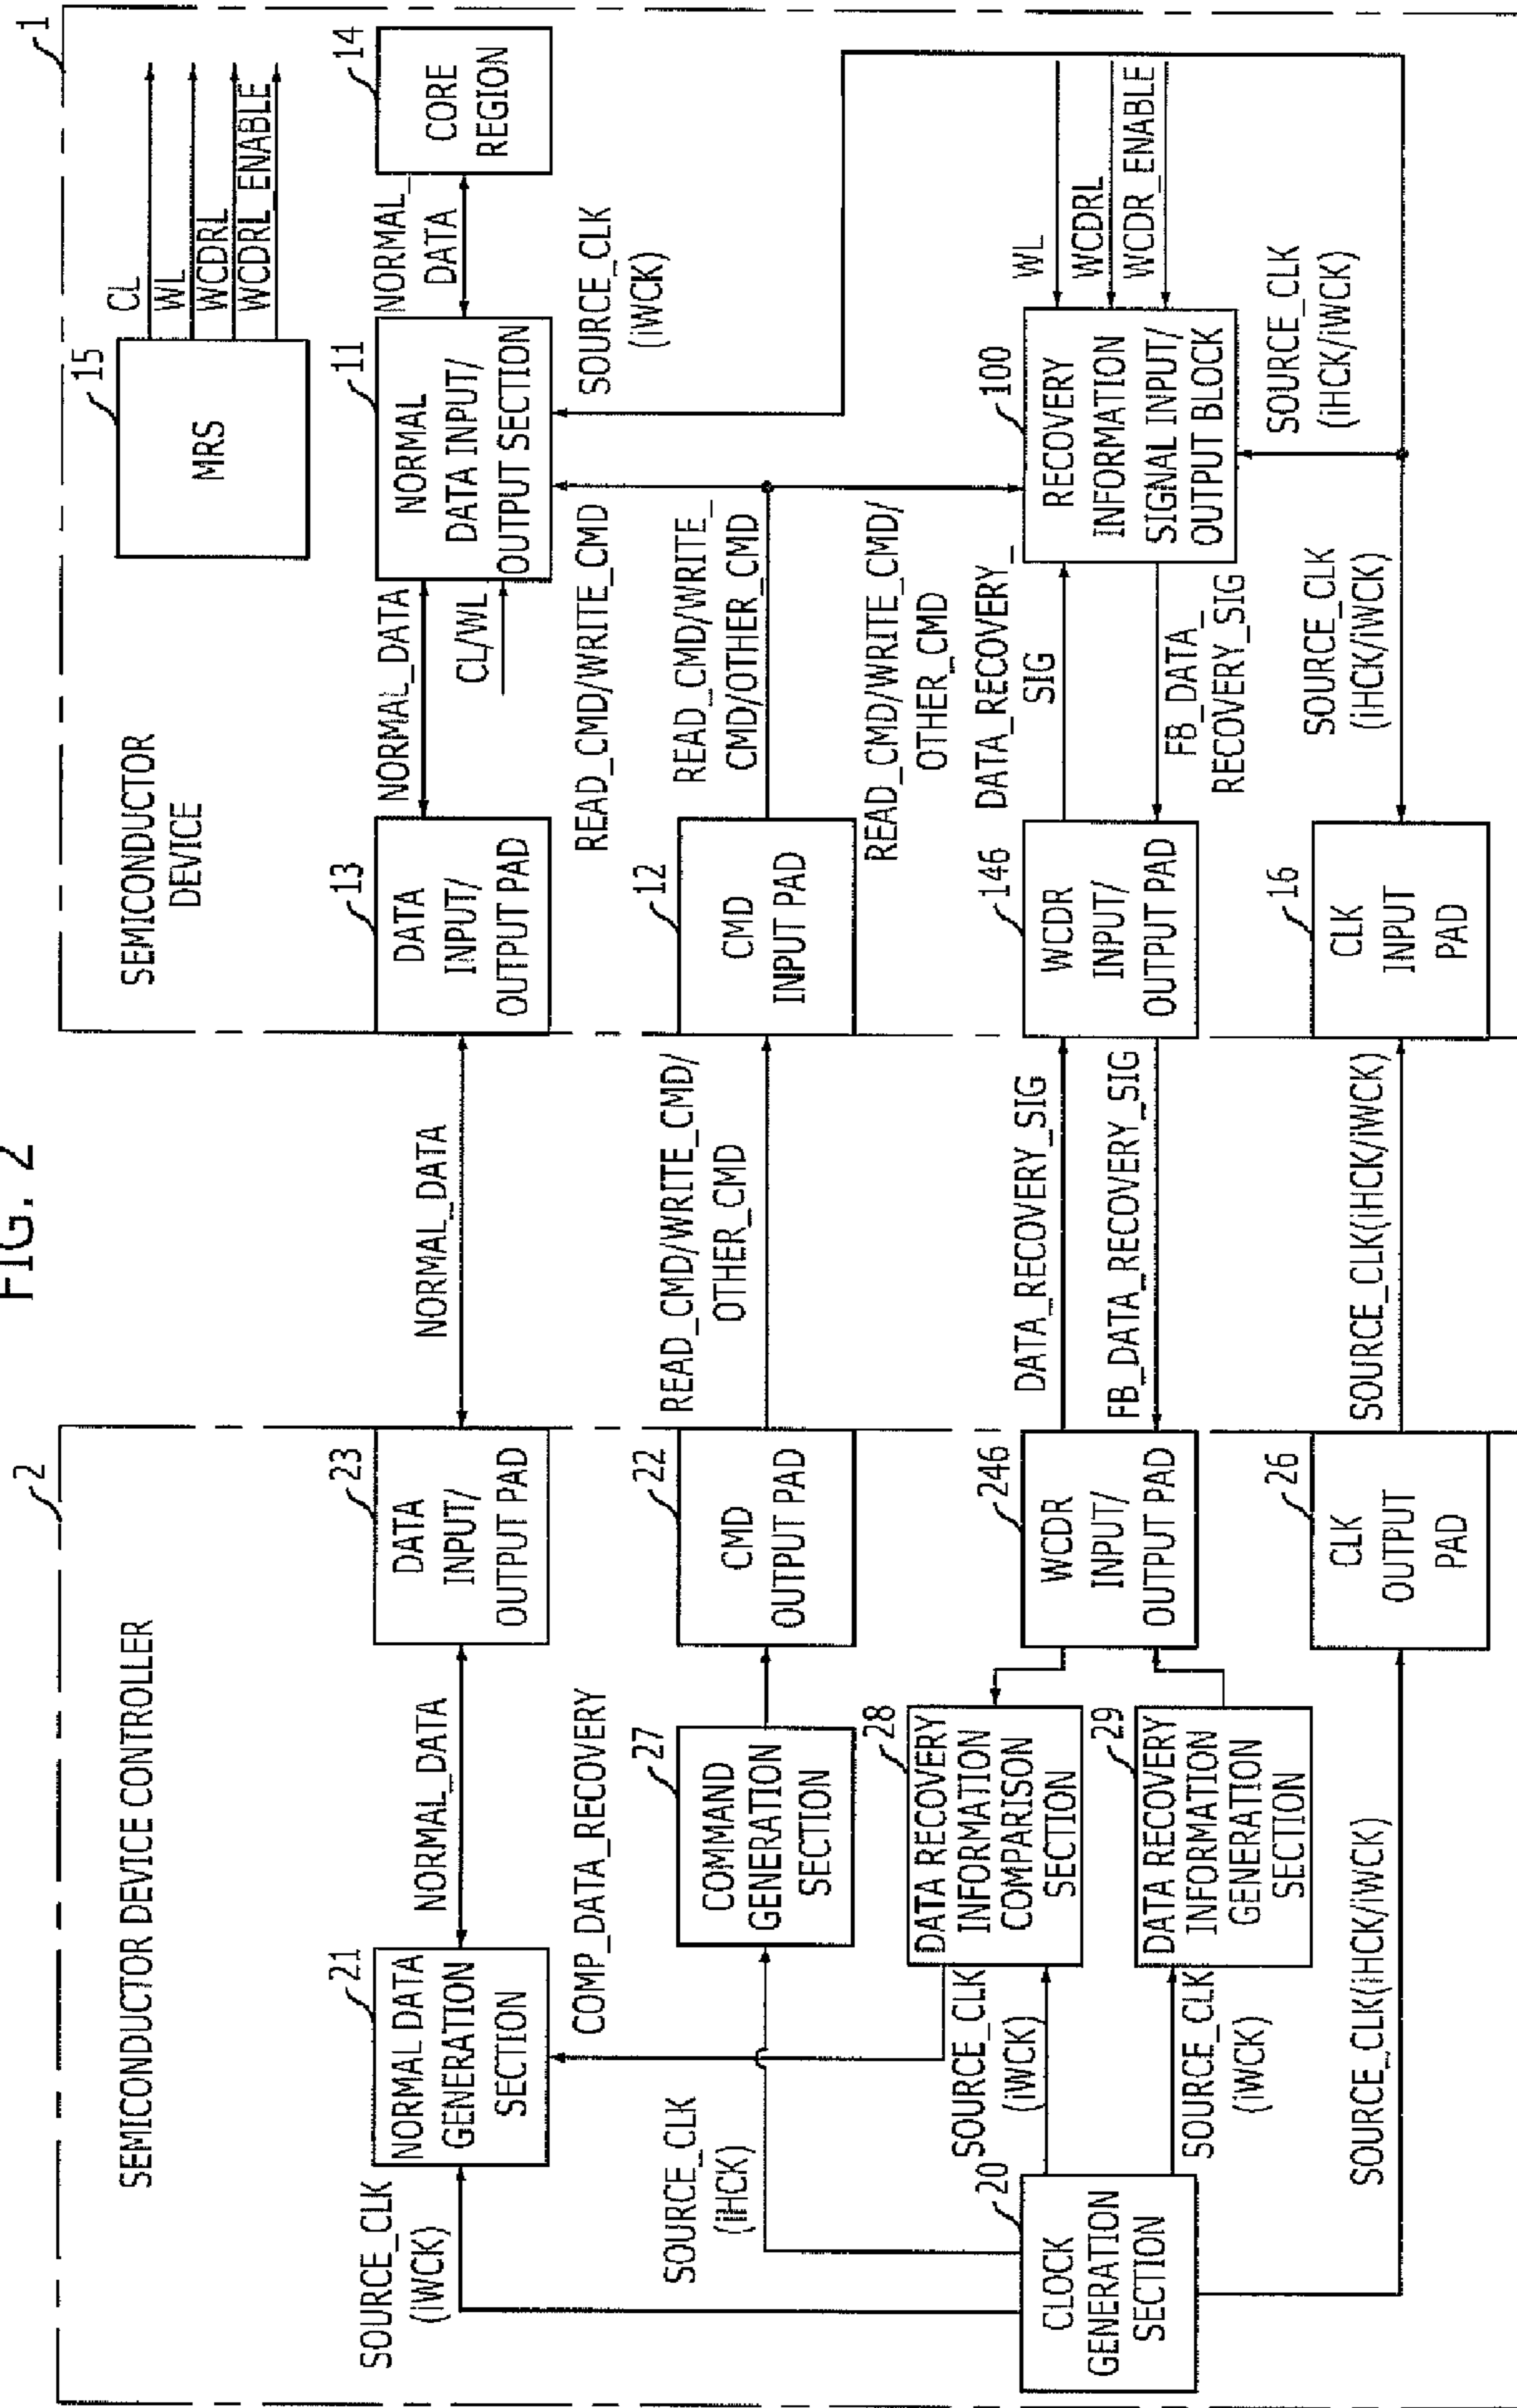 FIG. 2
2
SEMICONDUCTOR DEVICE CONTROLLER
SOURCE_CLK
(iWCK)
21
NORMAL DATA
GENERATION
SECTION
NORMAL_DATA
23
DATA
INPUT/
OUTPUT PAD
COMP_DATA_RECOVERY
SOURCE_CLK
(iHCK)
27
COMMAND
GENERATION
SECTION
22
CMD
OUTPUT PAD
20
CLOCK
GENERATION
SECTION
SOURCE_CLK
(iWCK)
28
DATA RECOVERY
INFORMATION
COMPARISON
SECTION
SOURCE_CLK
(iWCK)
29
DATA RECOVERY
INFORMATION
GENERATION
SECTION
246
WCDR
INPUT/
OUTPUT PAD
SOURCE_CLK(iHCK/iWCK)
26
CLK
OUTPUT
PAD
NORMAL_DATA
READ_CMD/WRITE_CMD/
OTHER_CMD
DATA_RECOVERY_SIG
FB_DATA_RECOVERY_SIG
SOURCE_CLK(iHCK/iWCK)
1
SEMICONDUCTOR
DEVICE
15
MRS
CL
WL
WCDRL
WCDRL_ENABLE
13
DATA
INPUT/
OUTPUT PAD
NORMAL_DATA
CL/WL
11
NORMAL
DATA INPUT/
OUTPUT SECTION
NORMAL_
DATA
14
CORE
REGION
READ_CMD/WRITE_CMD
SOURCE_CLK
(iWCK)
12
CMD
INPUT PAD
READ_CMD/WRITE_
CMD/OTHER_CMD
READ_CMD/WRITE_CMD/
OTHER_CMD
146
WCDR
INPUT/
OUTPUT PAD
DATA_RECOVERY_
SIG
FB_DATA_
RECOVERY_SIG
100
RECOVERY
INFORMATION
SIGNAL INPUT/
OUTPUT BLOCK
WL
WCDRL
WCDR_ENABLE
SOURCE_CLK
(iHCK/iWCK)
16
CLK
INPUT
PAD
SOURCE_CLK
(iHCK/iWCK)